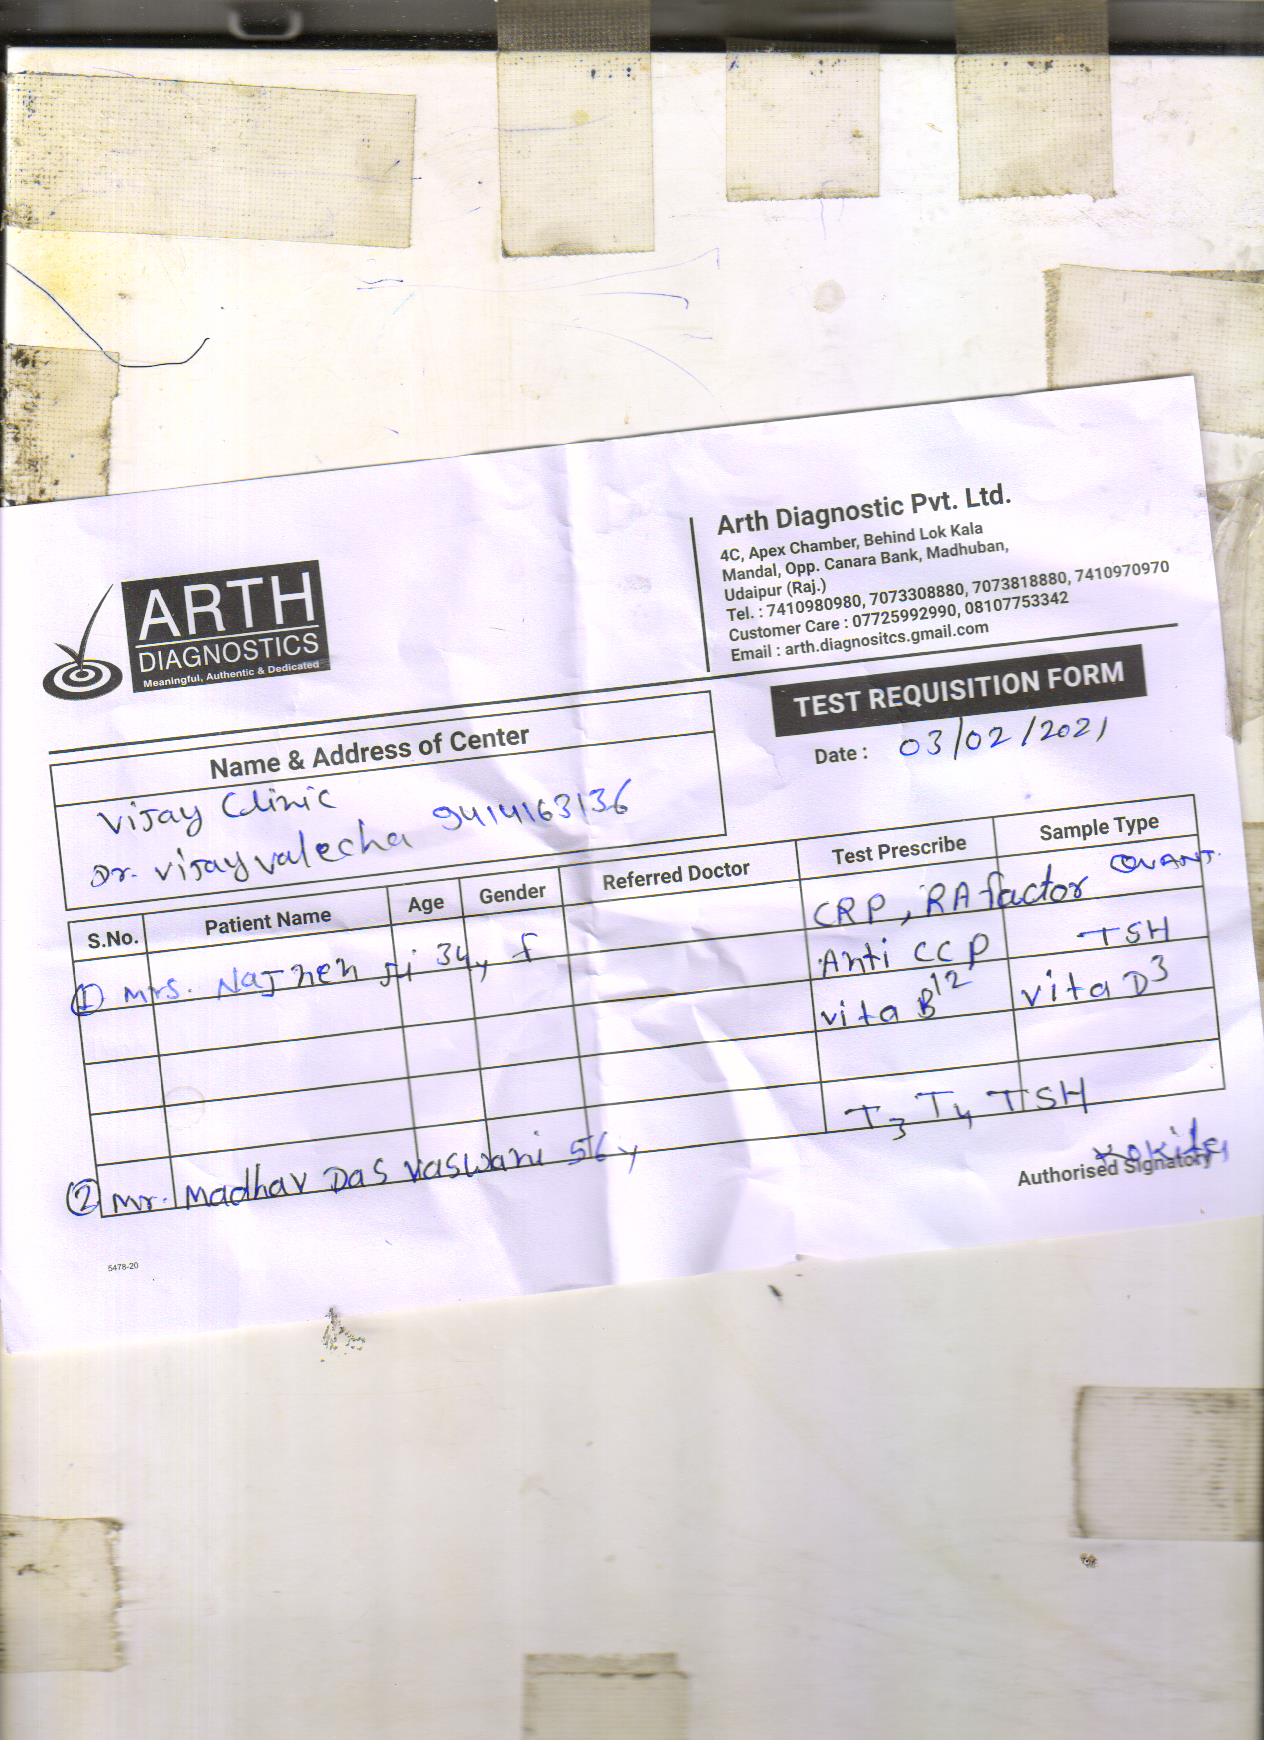 ARTH
DIAGNOSTICS
Meaningful, Authentic & Dedicated
Arth Diagnostic Pvt. Ltd.
4C, Apex Chamber, Behind Lok Kala
Mandal, Opp. Canara Bank, Madhuban,
Udaipur (Raj.)
Tel. : 7410980980, 7073308880, 7073818880, 7410970970
Customer Care : 07725992990, 08107753342
Email : arth.diagnositcs.gmail.com
TEST REQUISITION FORM
Date : 03/02/2021
Name & Address of Center
Vijay Clinic
Dr. Vijay valecha 9414163136
S.No. Patient Name Age Gender Referred Doctor Test Prescribe Sample Type
CRP, RA factor QUANT.
① Mrs. Najnen ji 34y f Anti CCP TSH
vita B12 vita D3
T3 T4 TSH
② Mr. Madhav Das Vaswani 56y
Authorised Signatory
5478-20